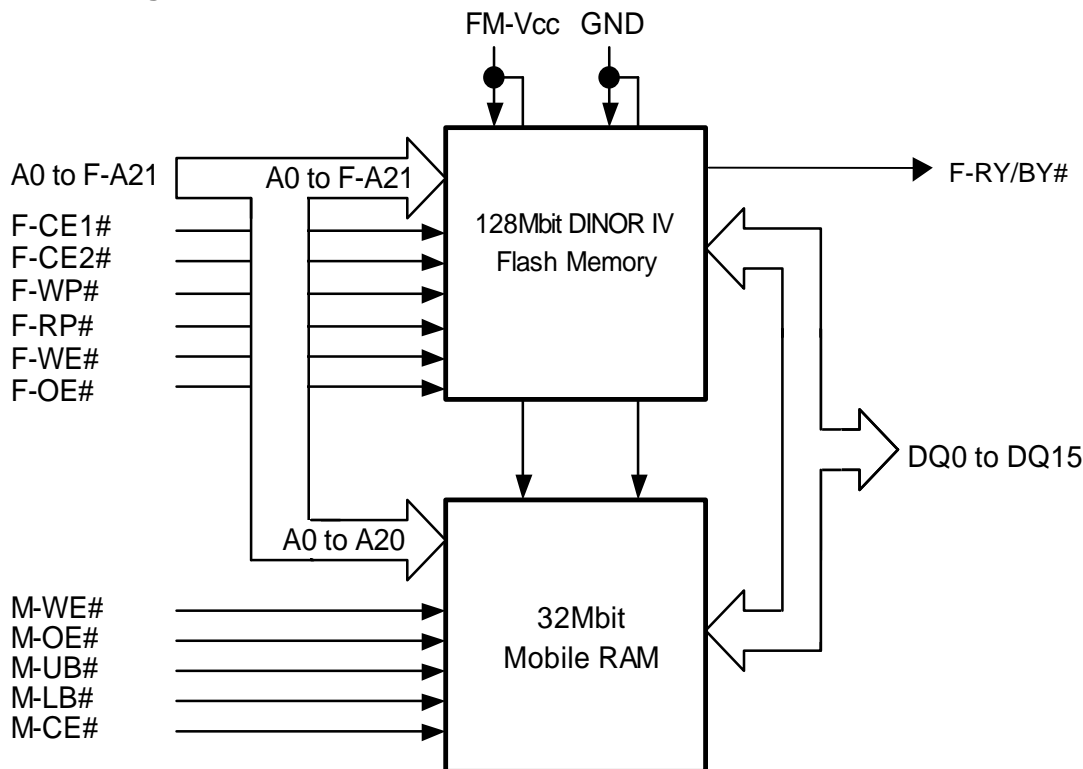 FM-Vcc GND
A0 to F-A21
A0 to F-A21
F-RY/BY#
F-CE1#
F-CE2#
F-WP#
F-RP#
F-WE#
F-OE#
128Mbit DINOR IV
Flash Memory
DQ0 to DQ15
A0 to A20
M-WE#
M-OE#
M-UB#
M-LB#
M-CE#
32Mbit
Mobile RAM